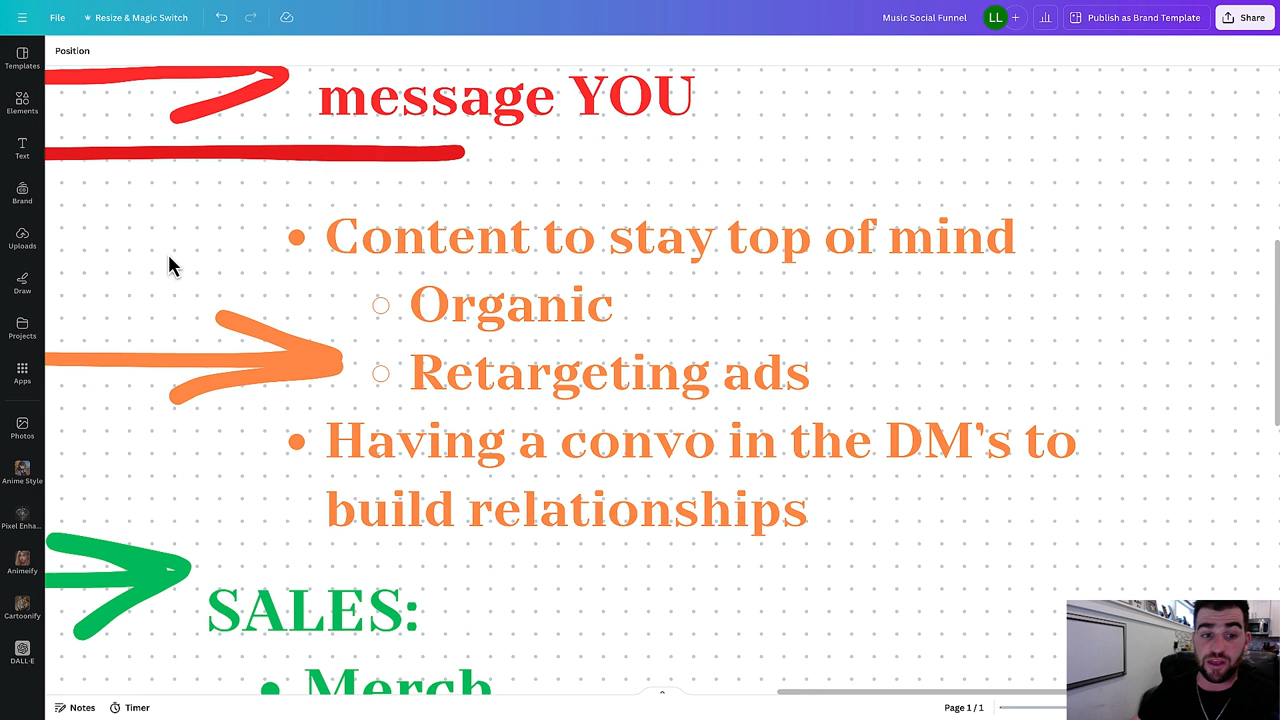 File
Resize & Magic Switch
Music Social Funnel
LL
Publish as Brand Template
Share
Position
Templates
Elements
Text
Brand
Uploads
Draw
Projects
Apps
Photos
Anime Style
Pixel Enha...
Animeify
Cartoonify
DALL·E
message YOU
• Content to stay top of mind
○ Organic
○ Retargeting ads
• Having a convo in the DM's to
build relationships
SALES:
• Merch
Notes
Timer
Page 1 / 1